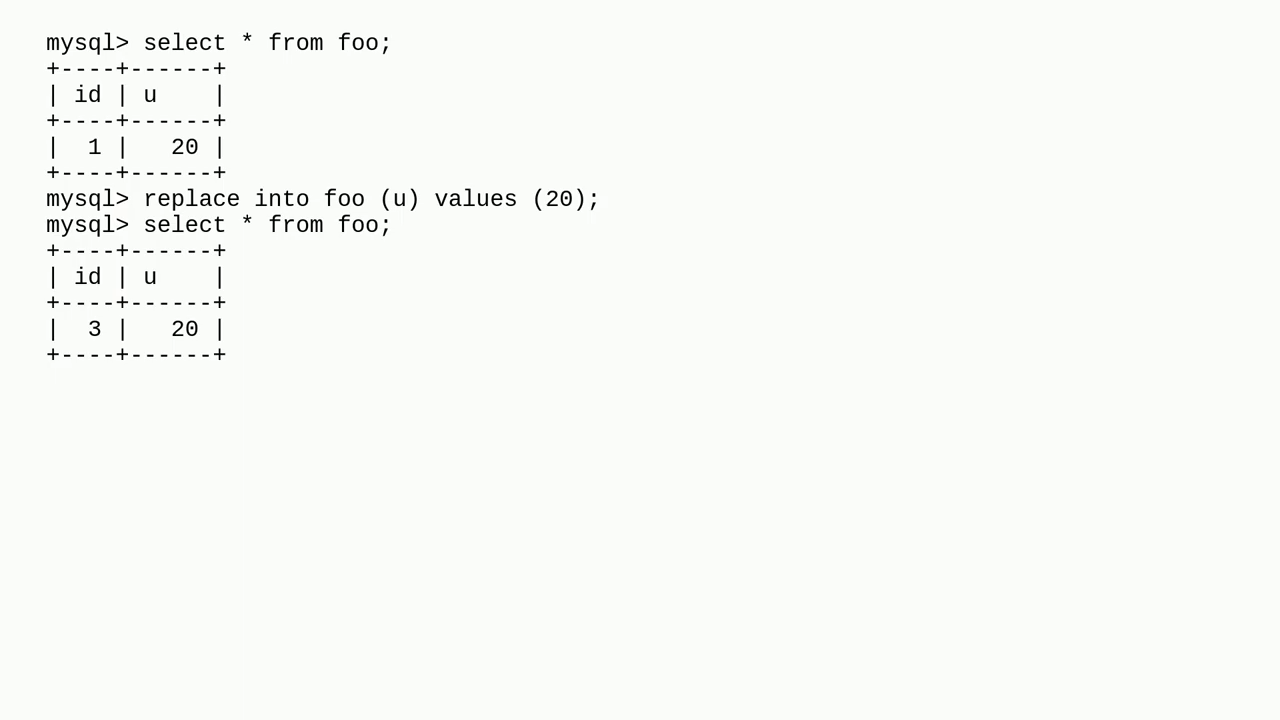 mysql> select * from foo;
+----+------+
| id | u    |
+----+------+
|  1 |   20 |
+----+------+
mysql> replace into foo (u) values (20);
mysql> select * from foo;
+----+------+
| id | u    |
+----+------+
|  3 |   20 |
+----+------+